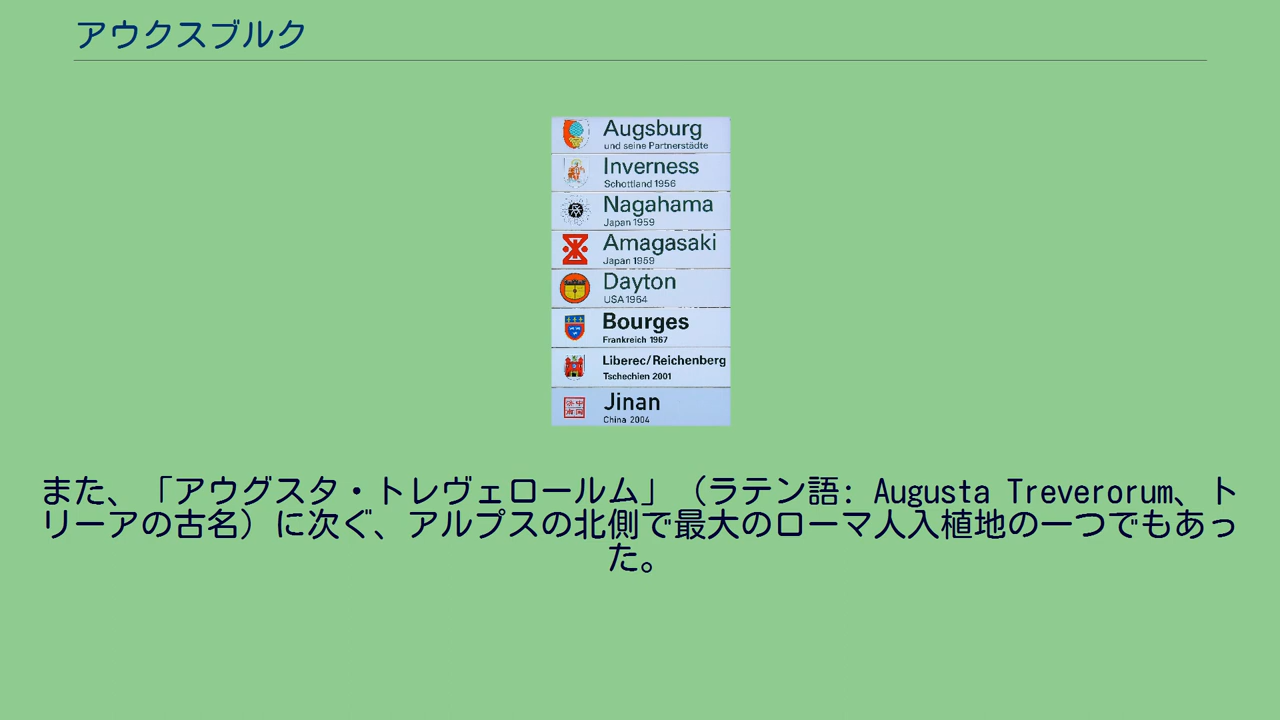 アウクスブルク
Augsburg
und seine Partnerstädte
Inverness
Schottland 1956
Nagahama
Japan 1959
Amagasaki
Japan 1959
Dayton
USA 1964
Bourges
Frankreich 1967
Liberec/Reichenberg
Tschechien 2001
Jinan
China 2004
また、「アウグスタ・トレヴェロールム」（ラテン語: Augusta Treverorum、ト
リーアの古名）に次ぐ、アルプスの北側で最大のローマ人入植地の一つでもあっ
た。